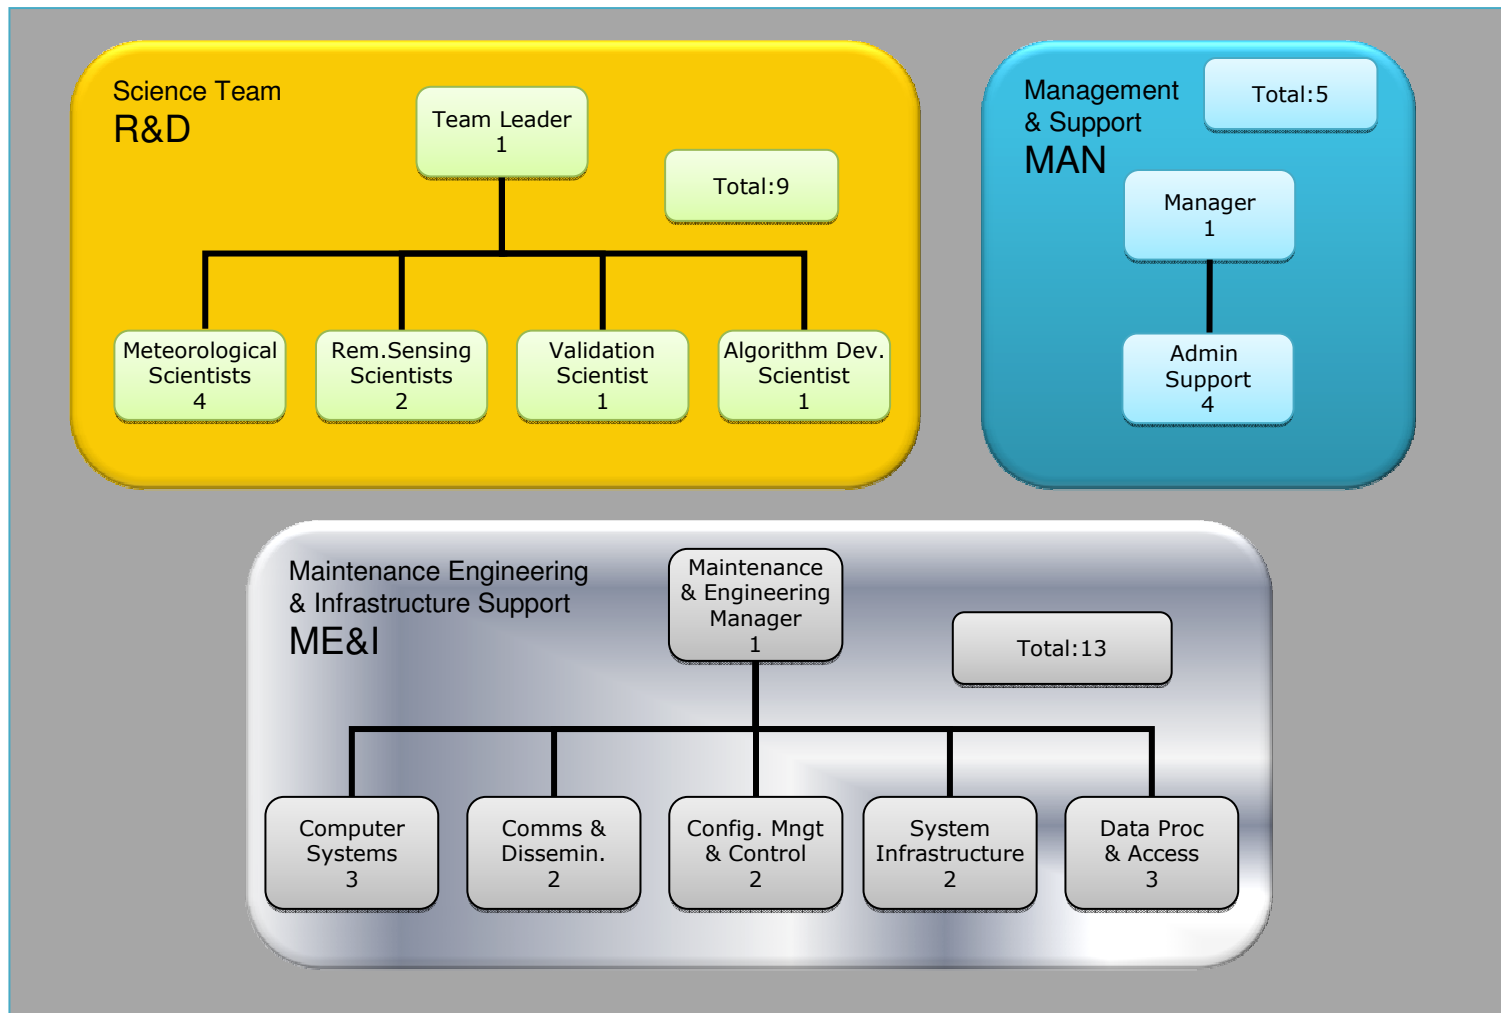 Science Team
R&D
Team Leader
1
Total:9
Meteorological
Scientists
4
Rem.Sensing
Scientists
2
Validation
Scientist
1
Algorithm Dev.
Scientist
1
Management
& Support
MAN
Total:5
Manager
1
Admin
Support
4
Maintenance Engineering
& Infrastructure Support
ME&I
Maintenance
& Engineering
Manager
1
Total:13
Computer
Systems
3
Comms &
Dissemin.
2
Config. Mngt
& Control
2
System
Infrastructure
2
Data Proc
& Access
3